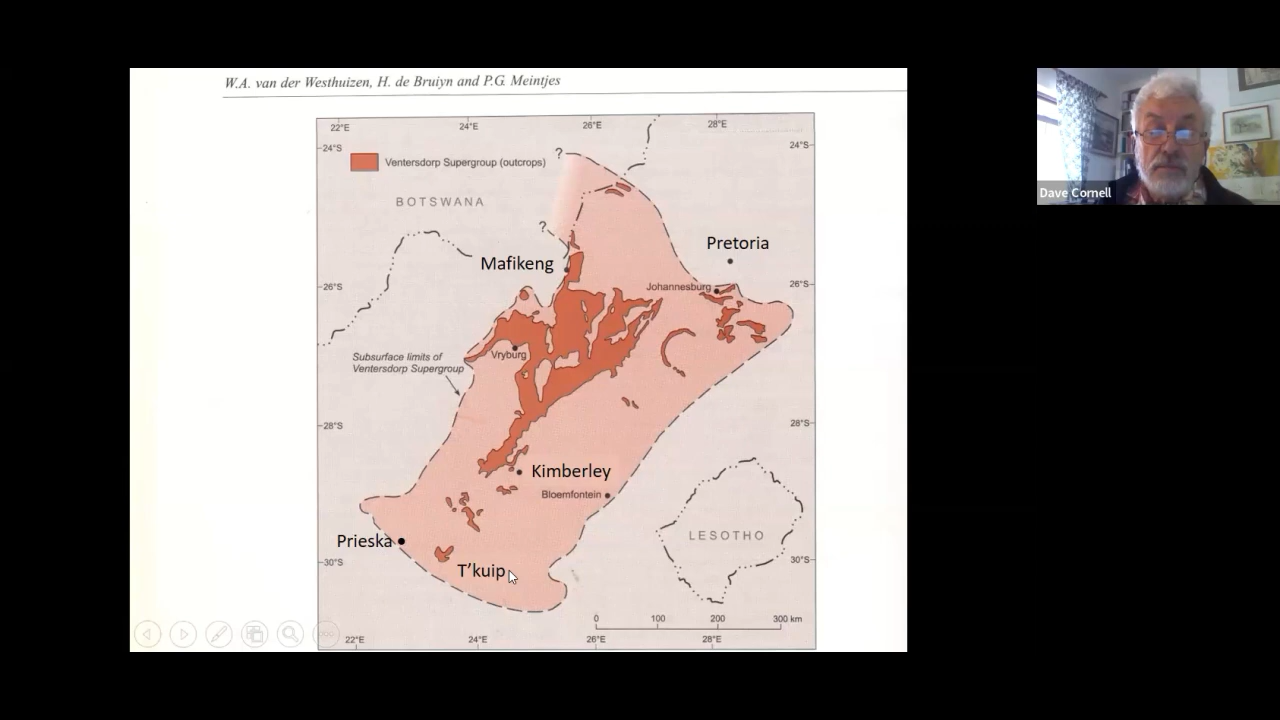 W.A. van der Westhuizen, H. de Bruiyn and P.G. Meintjes
22°E
24°E
26°E
28°E
24°S
24°S
?
Ventersdorp Supergroup (outcrops)
BOTSWANA
Dave Cornell
?
Pretoria
Mafikeng
26°S
Johannesburg
26°S
Subsurface limits of
Ventersdorp Supergroup
Vryburg
28°S
28°S
Kimberley
Bloemfontein
LESOTHO
Prieska
30°S
30°S
T'kuip
0 100 200 300 km
22°E
24°E
26°E
28°E